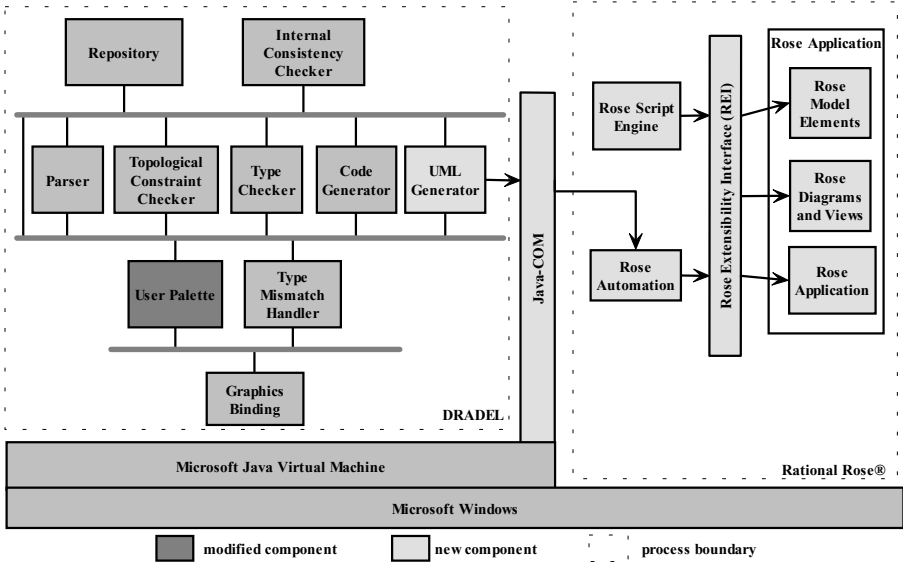 Repository
Internal
Consistency
Checker
Parser
Topological
Constraint
Checker
Type
Checker
Code
Generator
UML
Generator
User Palette
Type
Mismatch
Handler
Graphics
Binding
DRADEL
Java-COM
Rose Script
Engine
Rose
Automation
Rose Extensibility Interface (REI)
Rose Application
Rose
Model
Elements
Rose
Diagrams
and Views
Rose
Application
Rational Rose®
Microsoft Java Virtual Machine
Microsoft Windows
modified component
new component
process boundary